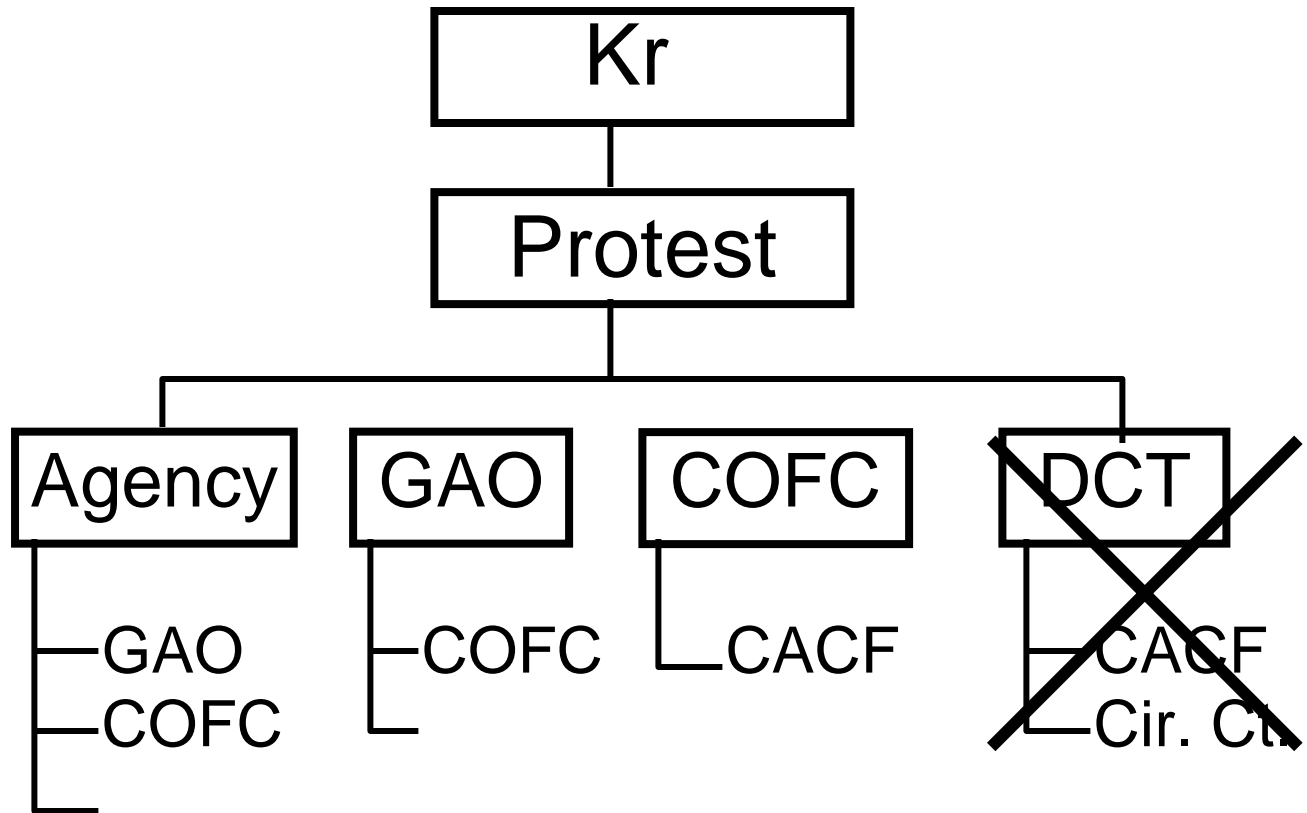 Kr
Protest
Agency
GAO
COFC
DCT
GAO
COFC
COFC
CACF
CACF
Cir. Ct.